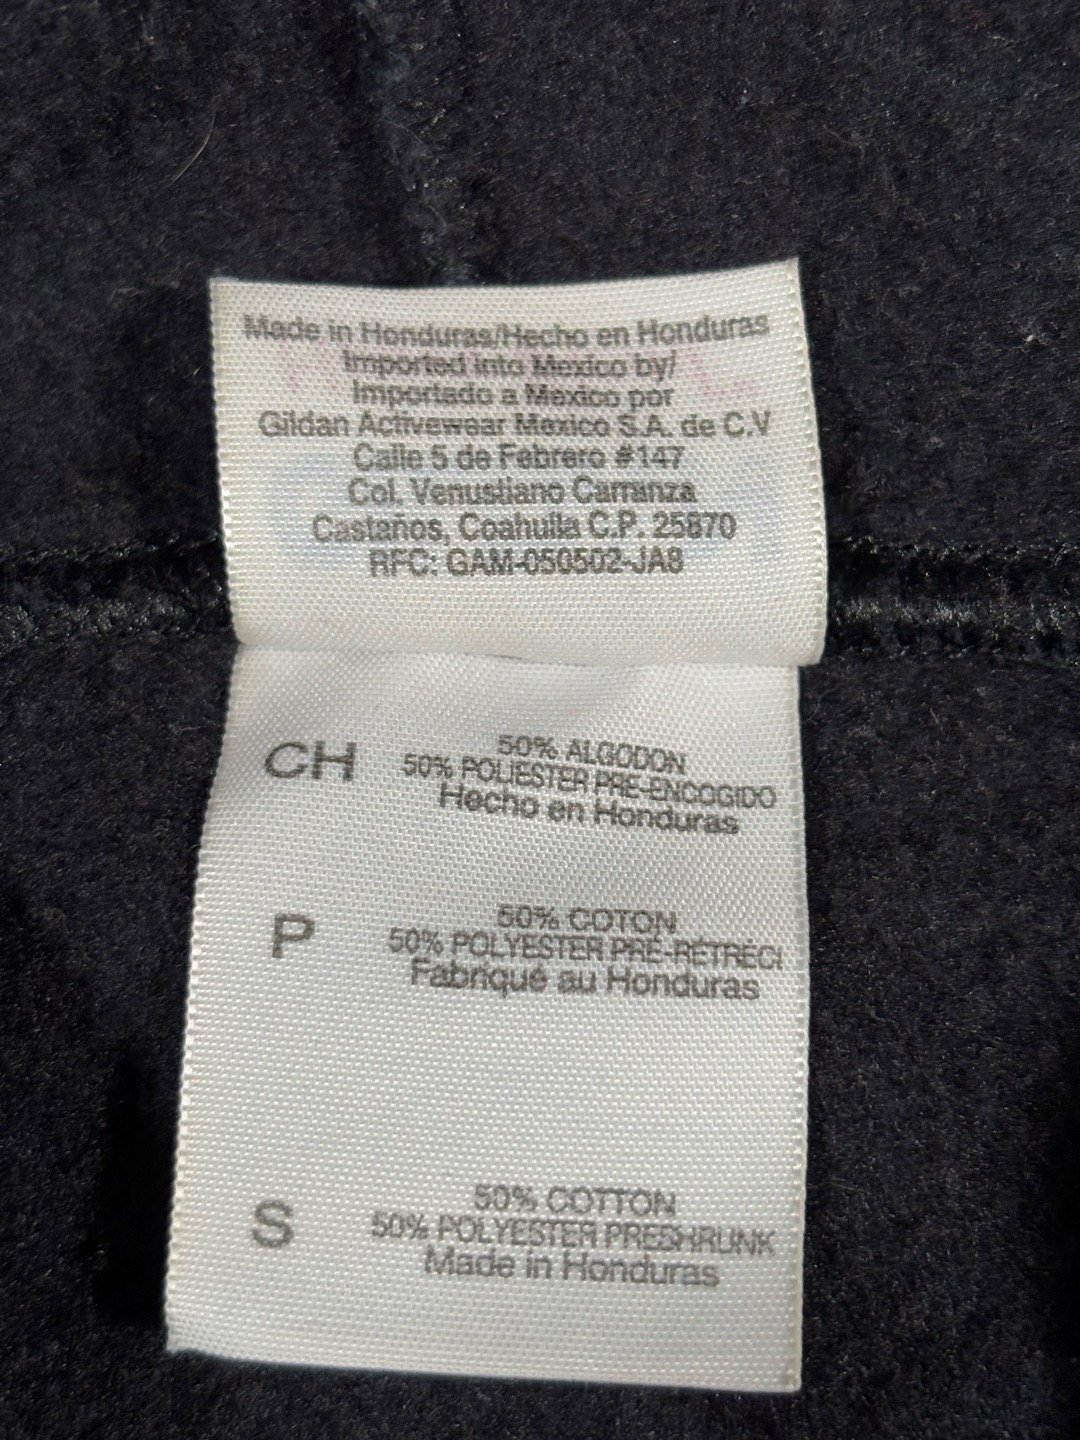 Made in Honduras/Hecho en Honduras
Imported into Mexico by/
Importado a Mexico por
Gildan Activewear Mexico S.A. de C.V
Calle 5 de Febrero #147
Col. Venustiano Carranza
Castaños, Coahuila C.P. 25870
RFC: GAM-050502-JA8
CH
50% ALGODON
50% POLIESTER PRE-ENCOGIDO
Hecho en Honduras
P
50% COTON
50% POLYESTER PRÉ-RÉTRÉCI
Fabriqué au Honduras
S
50% COTTON
50% POLYESTER PRESHRUNK
Made in Honduras